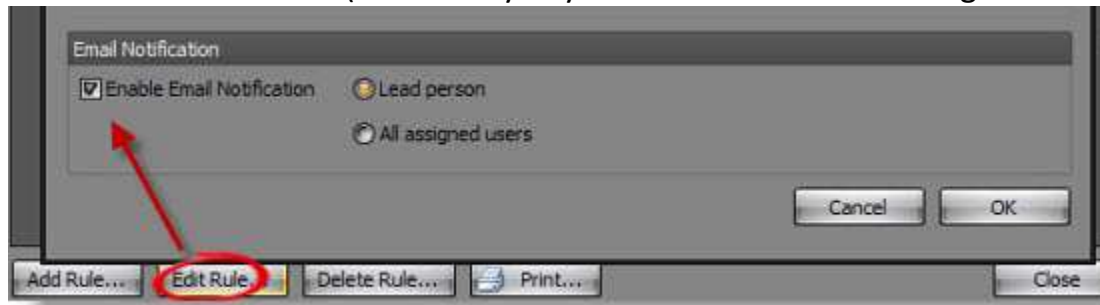 Email Notification
Enable Email Notification Lead person
All assigned users
Cancel OK
Add Rule... Edit Rule... Delete Rule... Print... Close